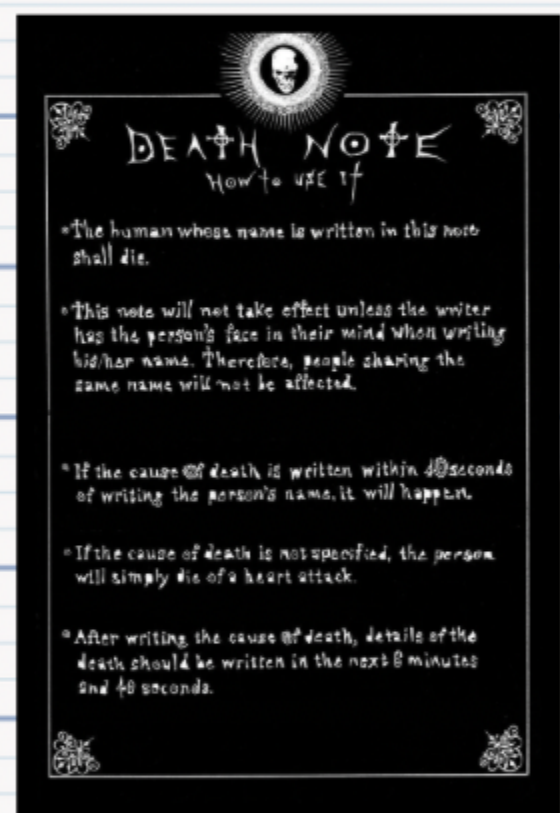 DEATH NOTE
HOW to USE It
The human whose name is written in this note
shall die.
This note will not take effect unless the writer
has the person's face in their mind when writing
his/her name. Therefore, people sharing the
same name will not be affected.
If the cause of death is written within 40 seconds
of writing the person's name, it will happen.
If the cause of death is not specified, the person
will simply die of a heart attack.
After writing the cause of death, details of the
death should be written in the next 6 minutes
and 40 seconds.